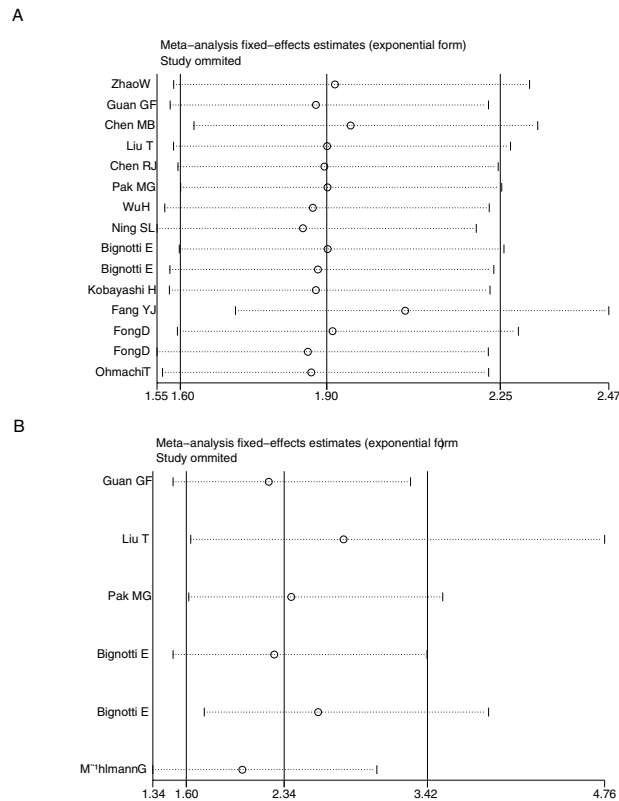 A
Meta−analysis fixed−effects estimates (exponential form)
Study ommited
ZhaoW
Guan GF
Chen MB
Liu T
Chen RJ
Pak MG
WuH
Ning SL
Bignotti E
Bignotti E
Kobayashi H
Fang YJ
FongD
FongD
OhmachiT
1.55 1.60 1.90 2.25 2.47
B
Meta−analysis fixed−effects estimates (exponential form)
Study ommited
Guan GF
Liu T
Pak MG
Bignotti E
Bignotti E
M¨¹hlmannG
1.34 1.60 2.34 3.42 4.76